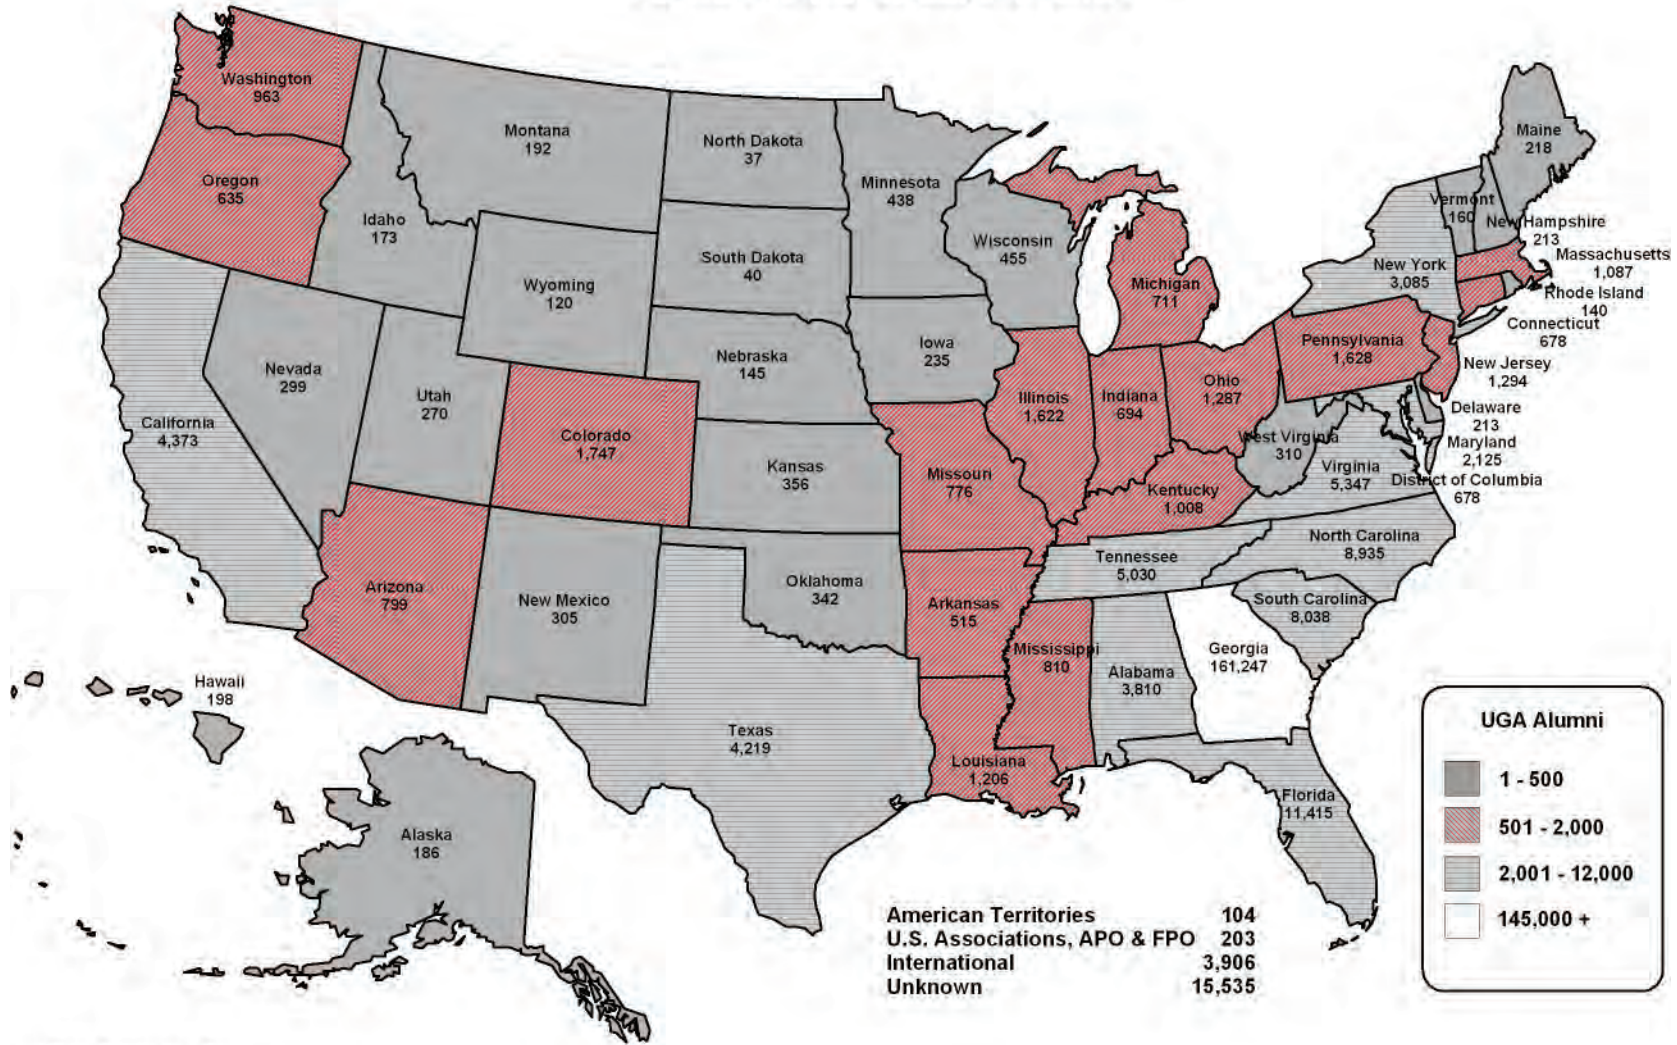 Washington
963
Oregon
635
Idaho
173
Montana
192
North Dakota
37
Minnesota
438
South Dakota
40
Wyoming
120
Wisconsin
455
Michigan
711
Maine
218
Vermont
160
New Hampshire
213
Massachusetts
1,087
New York
3,085
Rhode Island
140
Connecticut
678
New Jersey
1,294
Pennsylvania
1,628
Delaware
213
Maryland
2,125
District of Columbia
678
California
4,373
Nevada
299
Utah
270
Colorado
1,747
Nebraska
145
Iowa
235
Kansas
356
Missouri
776
Illinois
1,622
Indiana
694
Ohio
1,287
West Virginia
310
Virginia
5,347
Kentucky
1,008
North Carolina
8,935
Tennessee
5,030
South Carolina
8,038
Arizona
799
New Mexico
305
Oklahoma
342
Arkansas
515
Mississippi
810
Alabama
3,810
Georgia
161,247
Texas
4,219
Louisiana
1,206
Florida
11,415
Hawaii
198
Alaska
186
UGA Alumni
1 - 500
501 - 2,000
2,001 - 12,000
145,000 +
American Territories 104
U.S. Associations, APO & FPO 203
International 3,906
Unknown 15,535